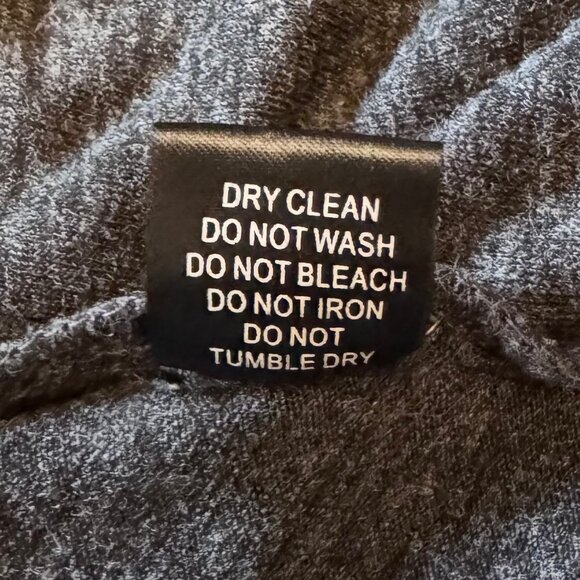 DRY CLEAN
DO NOT WASH
DO NOT BLEACH
DO NOT IRON
DO NOT
TUMBLE DRY